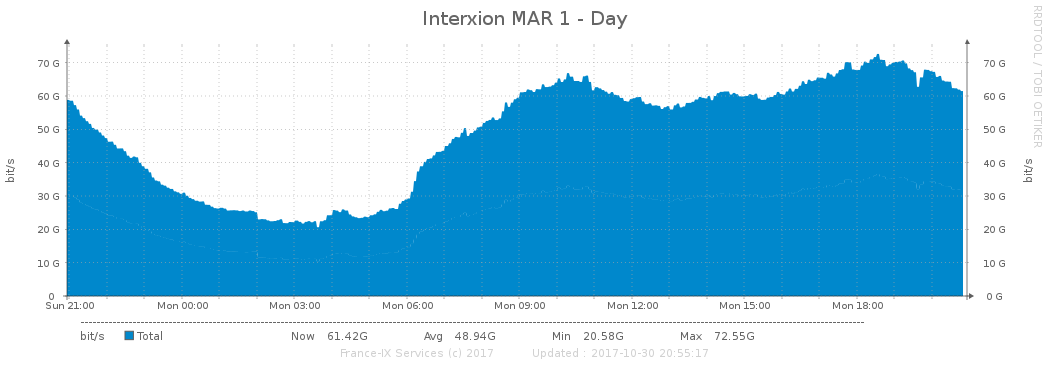 Interxion MAR 1 - Day
RRDTOOL / TOBI OETIKER
bit/s
bit/s
70 G 70 G
60 G 60 G
50 G 50 G
40 G 40 G
30 G 30 G
20 G 20 G
10 G 10 G
0 0 G
Sun 21:00 Mon 00:00 Mon 03:00 Mon 06:00 Mon 09:00 Mon 12:00 Mon 15:00 Mon 18:00
bit/s Total Now 61.42G Avg 48.94G Min 20.58G Max 72.55G
France-IX Services (c) 2017 Updated : 2017-10-30 20:55:17